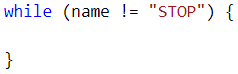 while (name != "STOP") {
}